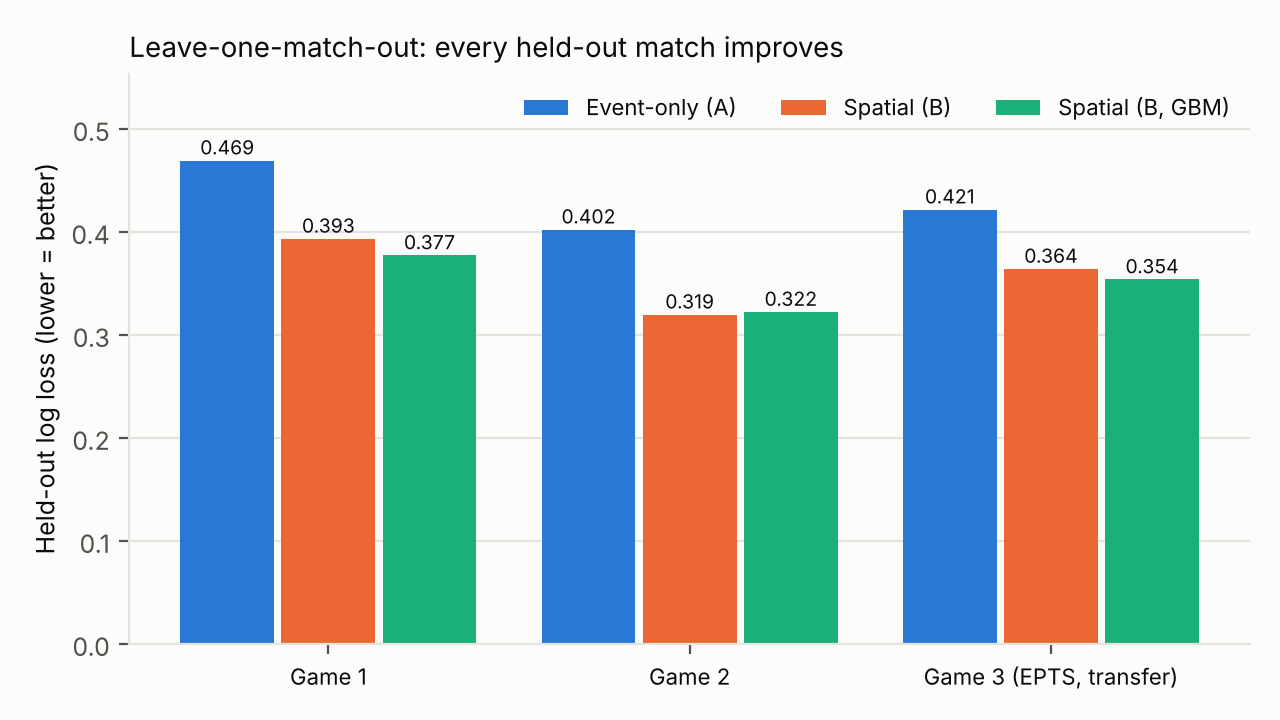 Leave-one-match-out: every held-out match improves
Event-only (A)
Spatial (B)
Spatial (B, GBM)
Held-out log loss (lower = better)
0.5
0.4
0.3
0.2
0.1
0.0
0.469
0.393
0.377
0.402
0.319
0.322
0.421
0.364
0.354
Game 1
Game 2
Game 3 (EPTS, transfer)